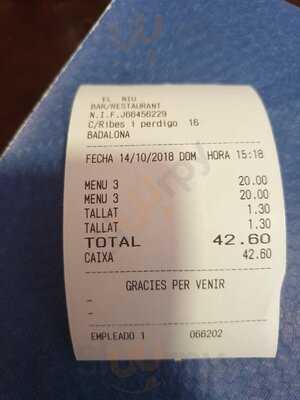 EL NIU
BAR/RESTAURANT
N.I.F.J66456229
C/Ribes i perdigo 16
BADALONA
FECHA 14/10/2018 DOM HORA 15:18
MENU 3 20.00
MENU 3 20.00
TALLAT 1.30
TALLAT 1.30
TOTAL 42.60
CAIXA 42.60
GRACIES PER VENIR
-
-
EMPLEADO 1 066202